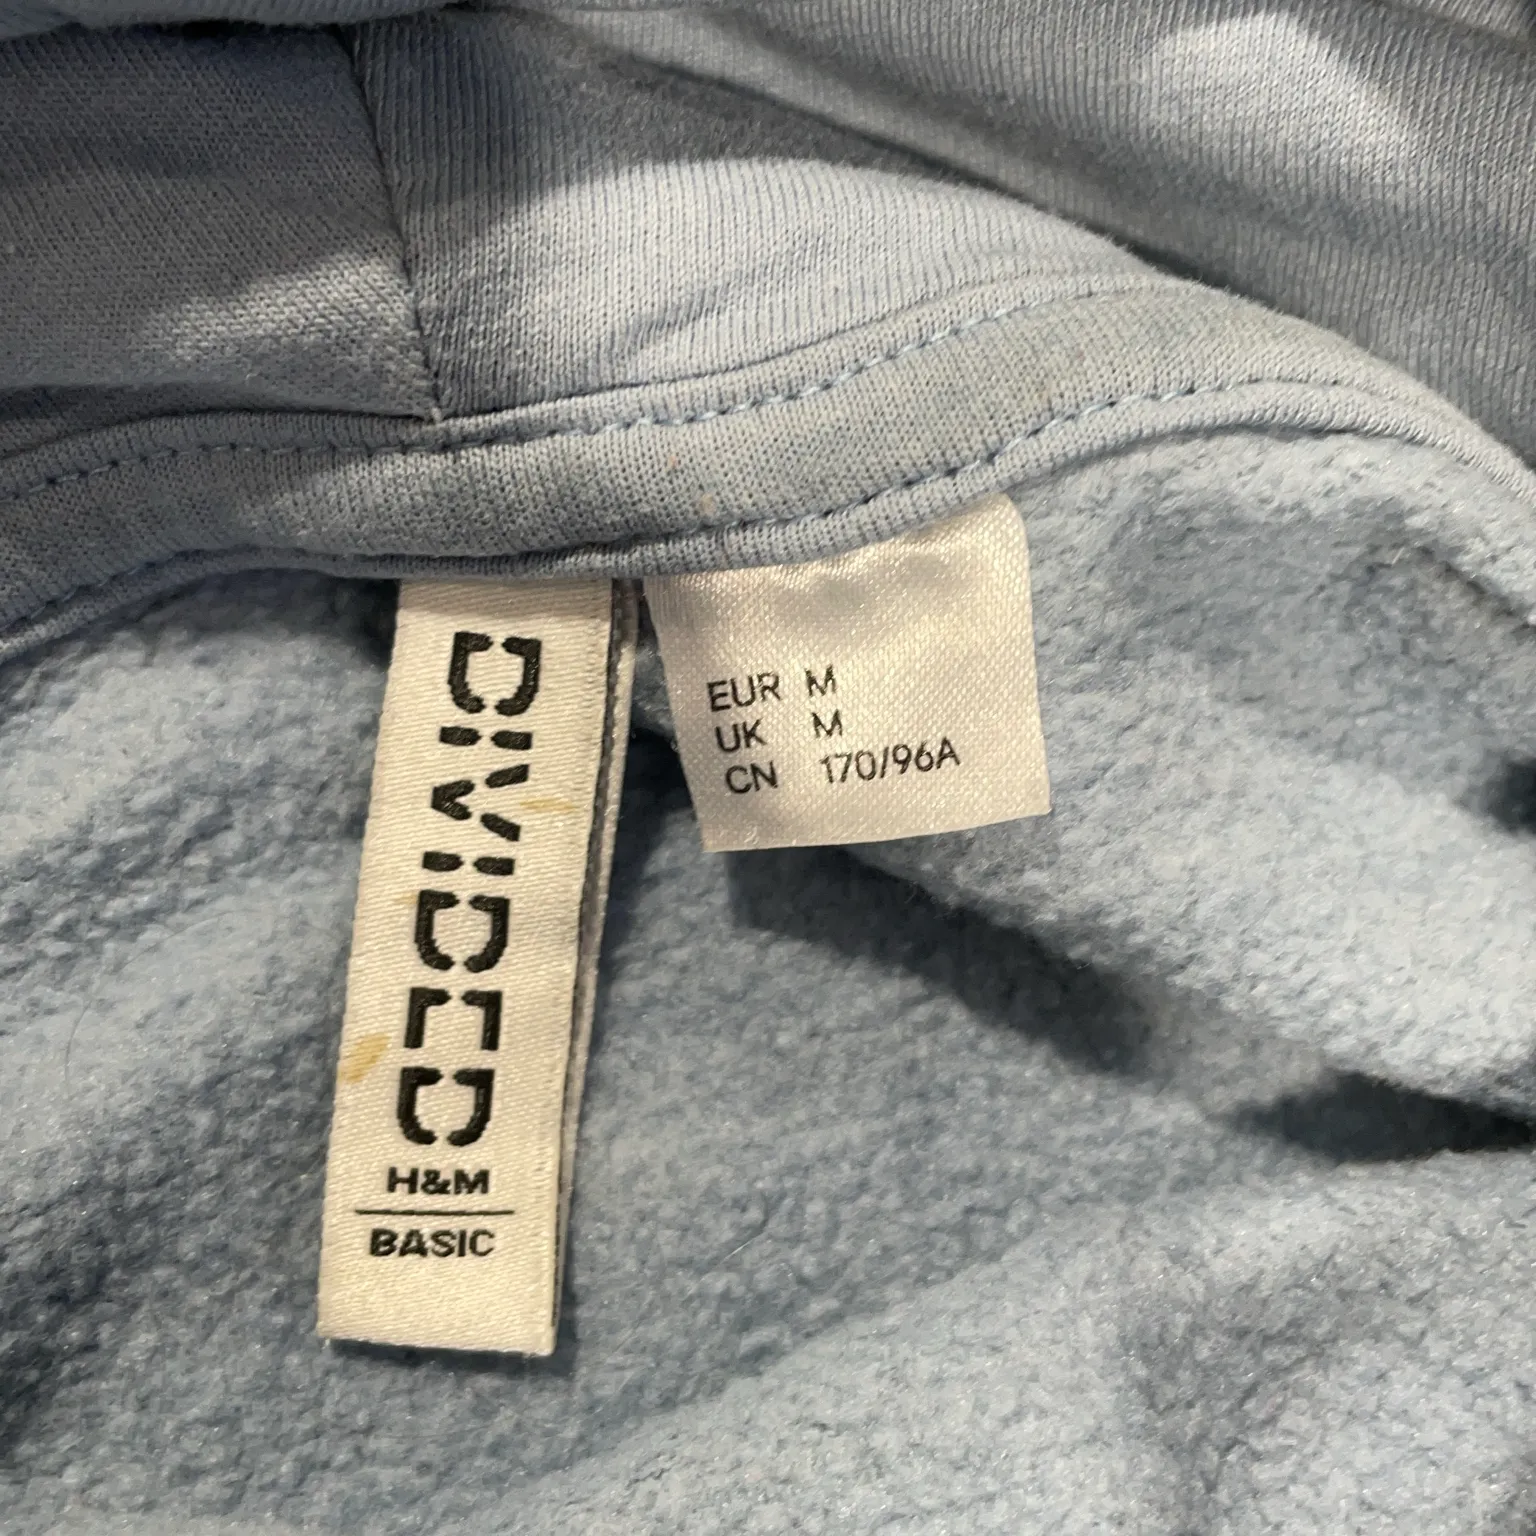 DIVIDED
H&M
BASIC
EUR M
UK M
CN 170/96A